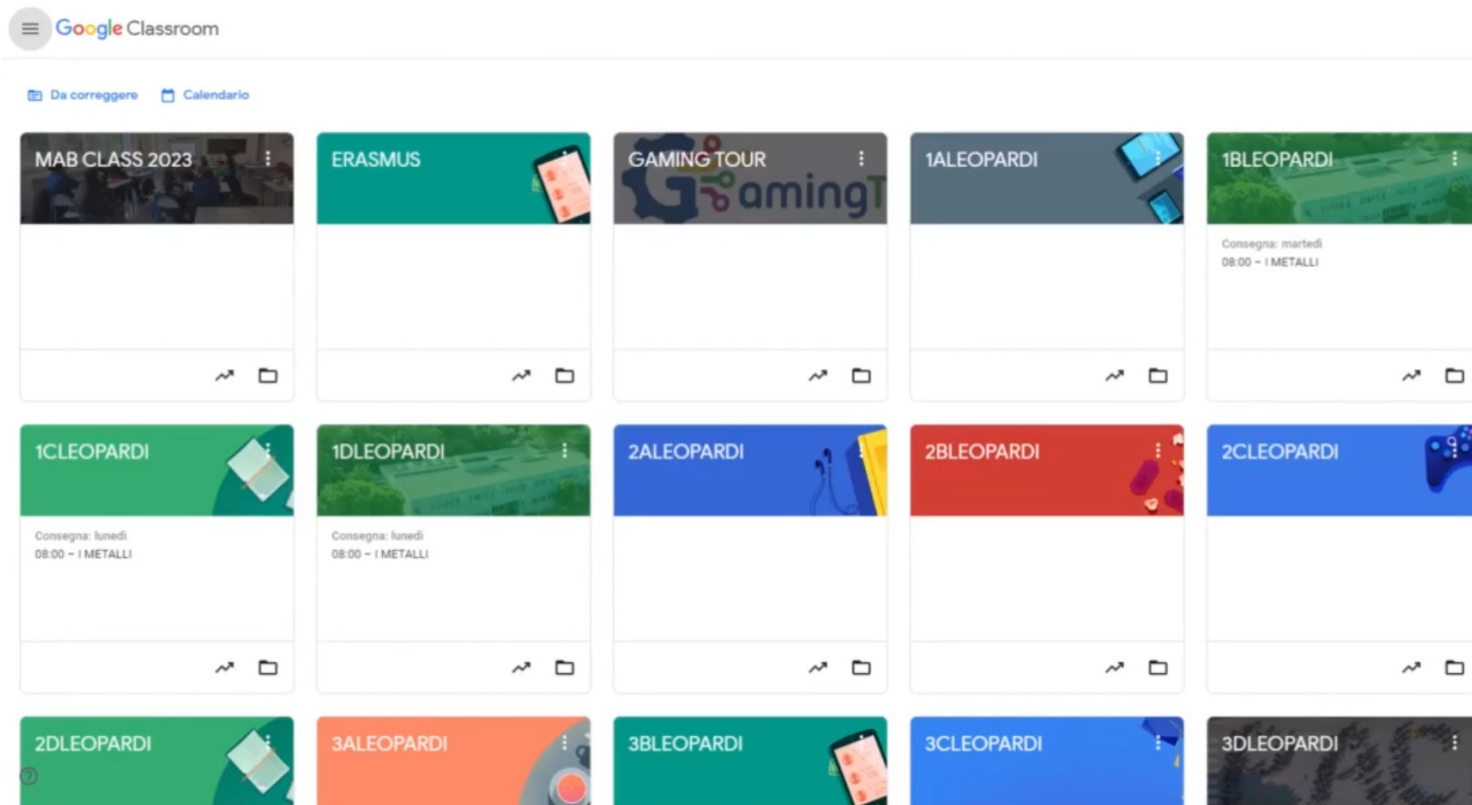 Google Classroom
Da correggere
Calendario
MAB CLASS 2023
ERASMUS
GAMING TOUR
GamingT
1ALEOPARDI
1BLEOPARDI
Consegna: martedì
08:00 – I METALLI
1CLEOPARDI
Consegna: lunedì
08:00 – I METALLI
1DLEOPARDI
Consegna: lunedì
08:00 – I METALLI
2ALEOPARDI
2BLEOPARDI
2CLEOPARDI
2DLEOPARDI
3ALEOPARDI
3BLEOPARDI
3CLEOPARDI
3DLEOPARDI